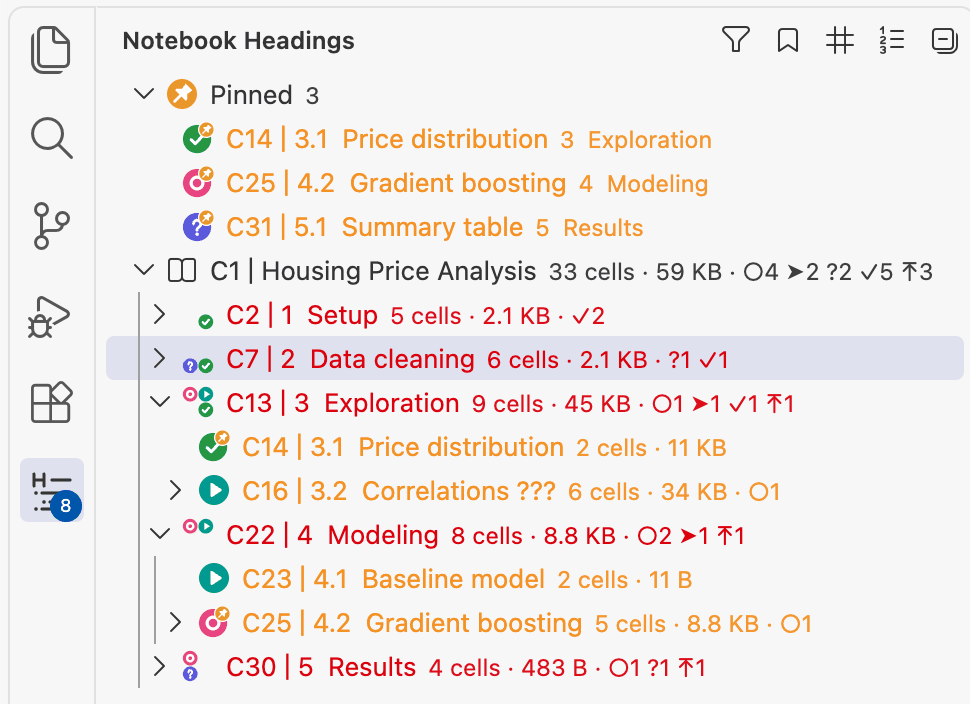 Notebook Headings
Pinned 3
C14 | 3.1 Price distribution 3 Exploration
C25 | 4.2 Gradient boosting 4 Modeling
C31 | 5.1 Summary table 5 Results
C1 | Housing Price Analysis 33 cells · 59 KB · ○4 ➤2 ?2 ✓5 ⤒3
C2 | 1 Setup 5 cells · 2.1 KB · ✓2
C7 | 2 Data cleaning 6 cells · 2.1 KB · ?1 ✓1
C13 | 3 Exploration 9 cells · 45 KB · ○1 ➤1 ✓1 ⤒1
C14 | 3.1 Price distribution 2 cells · 11 KB
C16 | 3.2 Correlations ??? 6 cells · 34 KB · ○1
C22 | 4 Modeling 8 cells · 8.8 KB · ○2 ➤1 ⤒1
C23 | 4.1 Baseline model 2 cells · 11 B
C25 | 4.2 Gradient boosting 5 cells · 8.8 KB · ○1
C30 | 5 Results 4 cells · 483 B · ○1 ?1 ⤒1
H
8